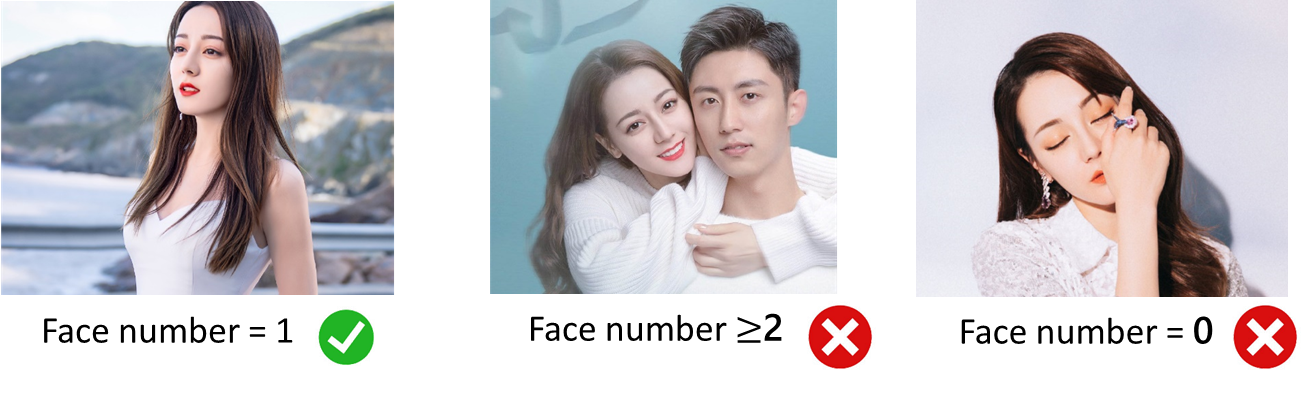 Face number = 1
Face number ≥2
Face number = 0